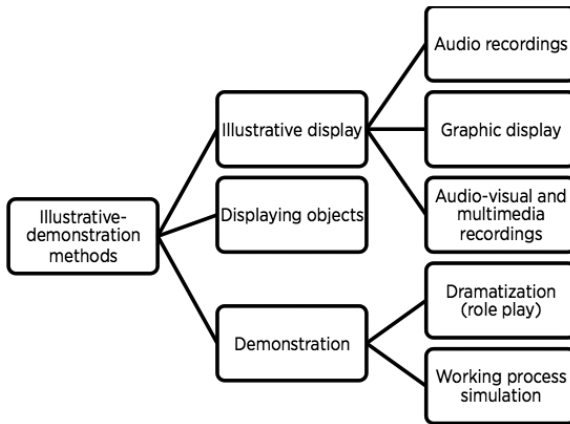 Audio recordings
Illustrative display
Graphic display
Displaying objects
Audio-visual and
multimedia
recordings
Illustrative-
demonstration
methods
Dramatization
(role play)
Demonstration
Working process
simulation